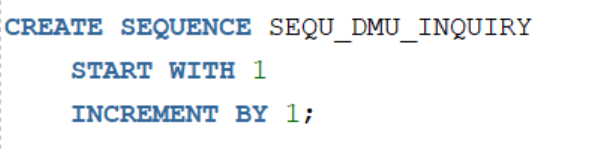 CREATE SEQUENCE SEQU_DMU_INQUIRY
START WITH 1
INCREMENT BY 1;